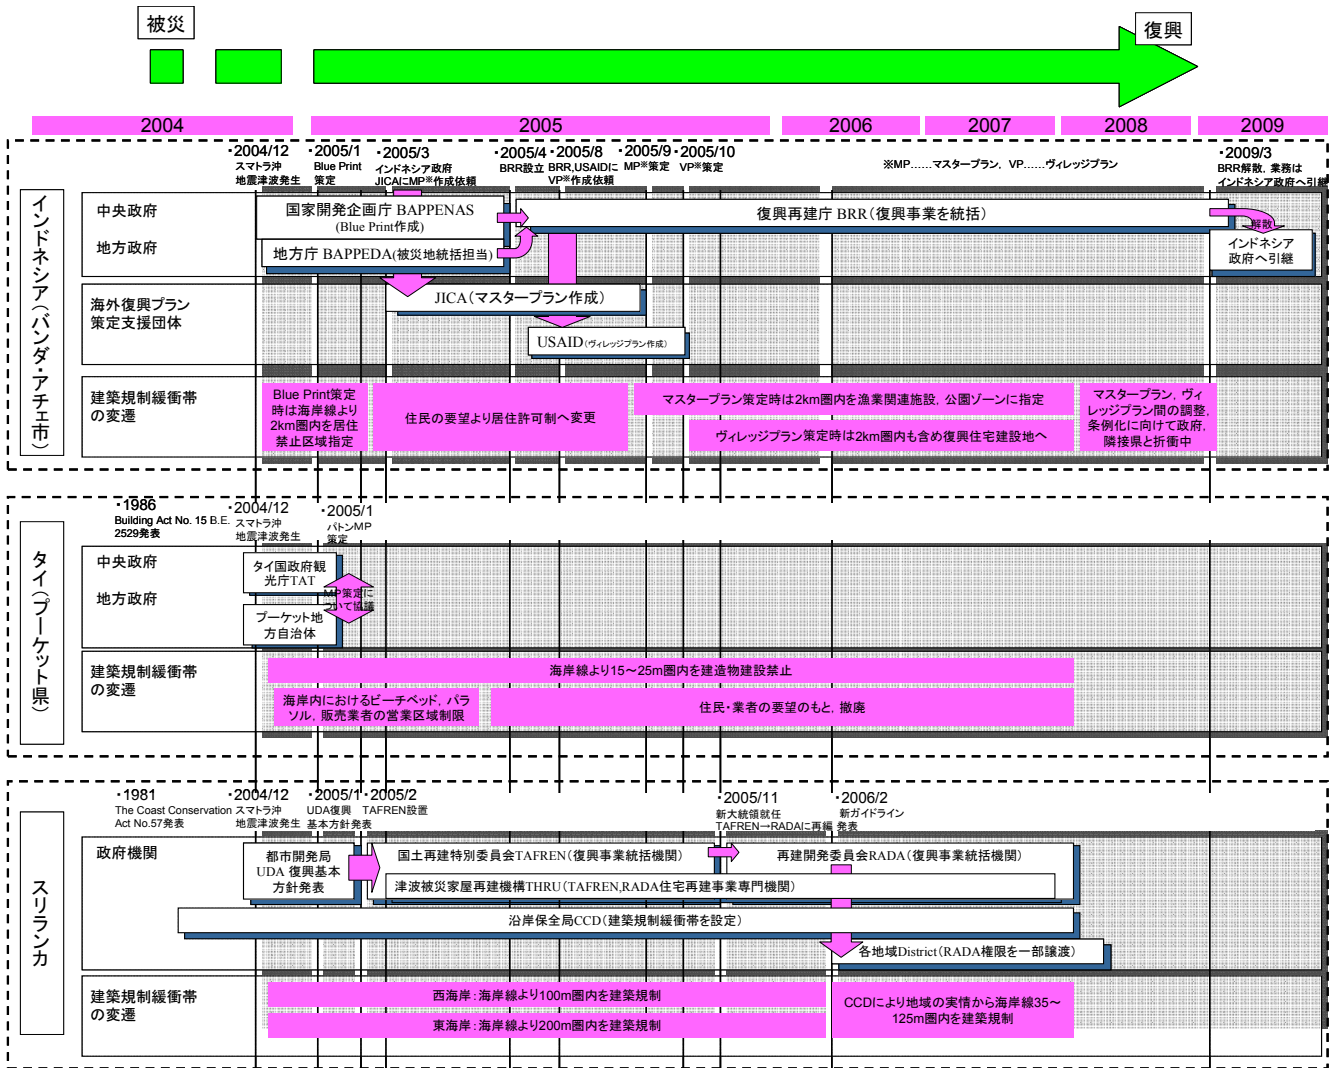 被災
復興
2004
2005
2006
2007
2008
2009
インドネシア(バンダ・アチェ市)
・2004/12
スマトラ沖
地震津波発生
・2005/1
Blue Print
策定
・2005/3
インドネシア政府
JICAにMP※作成依頼
・2005/4
BRR設立
・2005/8
BRR,USAIDに
VP※作成依頼
・2005/9
MP※策定
・2005/10
VP※策定
※MP……マスタープラン, VP……ヴィレッジプラン
・2009/3
BRR解散, 業務は
インドネシア政府へ引継
中央政府
地方政府
国家開発企画庁 BAPPENAS
(Blue Print作成)
地方庁 BAPPEDA(被災地統括担当)
復興再建庁 BRR(復興事業を統括)
解散
インドネシア
政府へ引継
海外復興プラン
策定支援団体
JICA(マスタープラン作成)
USAID(ヴィレッジプラン作成)
建築規制緩衝帯
の変遷
Blue Print策定
時は海岸線より
2km圏内を居住
禁止区域指定
住民の要望より居住許可制へ変更
マスタープラン策定時は2km圏内を漁業関連施設, 公園ゾーンに指定
ヴィレッジプラン策定時は2km圏内も含め復興住宅建設地へ
マスタープラン, ヴィ
レッジプラン間の調整,
条例化に向けて政府,
隣接県と折衝中
タイ(プーケット県)
・1986
Building Act No. 15 B.E.
2529発表
・2004/12
スマトラ沖
地震津波発生
・2005/1
パトンMP
策定
中央政府
地方政府
タイ国政府観
光庁TAT
MP策定に
ついて協議
プーケット地
方自治体
建築規制緩衝帯
の変遷
海岸線より15~25m圏内を建造物建設禁止
海岸内におけるビーチベッド, パラ
ソル, 販売業者の営業区域制限
住民・業者の要望のもと, 撤廃
スリランカ
・1981
The Coast Conservation
Act No.57発表
・2004/12
スマトラ沖
地震津波発生
・2005/1
UDA復興
基本方針発表
・2005/2
TAFREN設置
・2005/11
新大統領就任
TAFREN→RADAに再編
・2006/2
新ガイドライン
発表
政府機関
都市開発局
UDA 復興基本
方針発表
国土再建特別委員会TAFREN(復興事業統括機関)
再建開発委員会RADA(復興事業統括機関)
津波被災家屋再建機構THRU(TAFREN,RADA住宅再建事業専門機関)
沿岸保全局CCD(建築規制緩衝帯を設定)
各地域District(RADA権限を一部譲渡)
建築規制緩衝帯
の変遷
西海岸:海岸線より100m圏内を建築規制
東海岸:海岸線より200m圏内を建築規制
CCDにより地域の実情から海岸線35~
125m圏内を建築規制